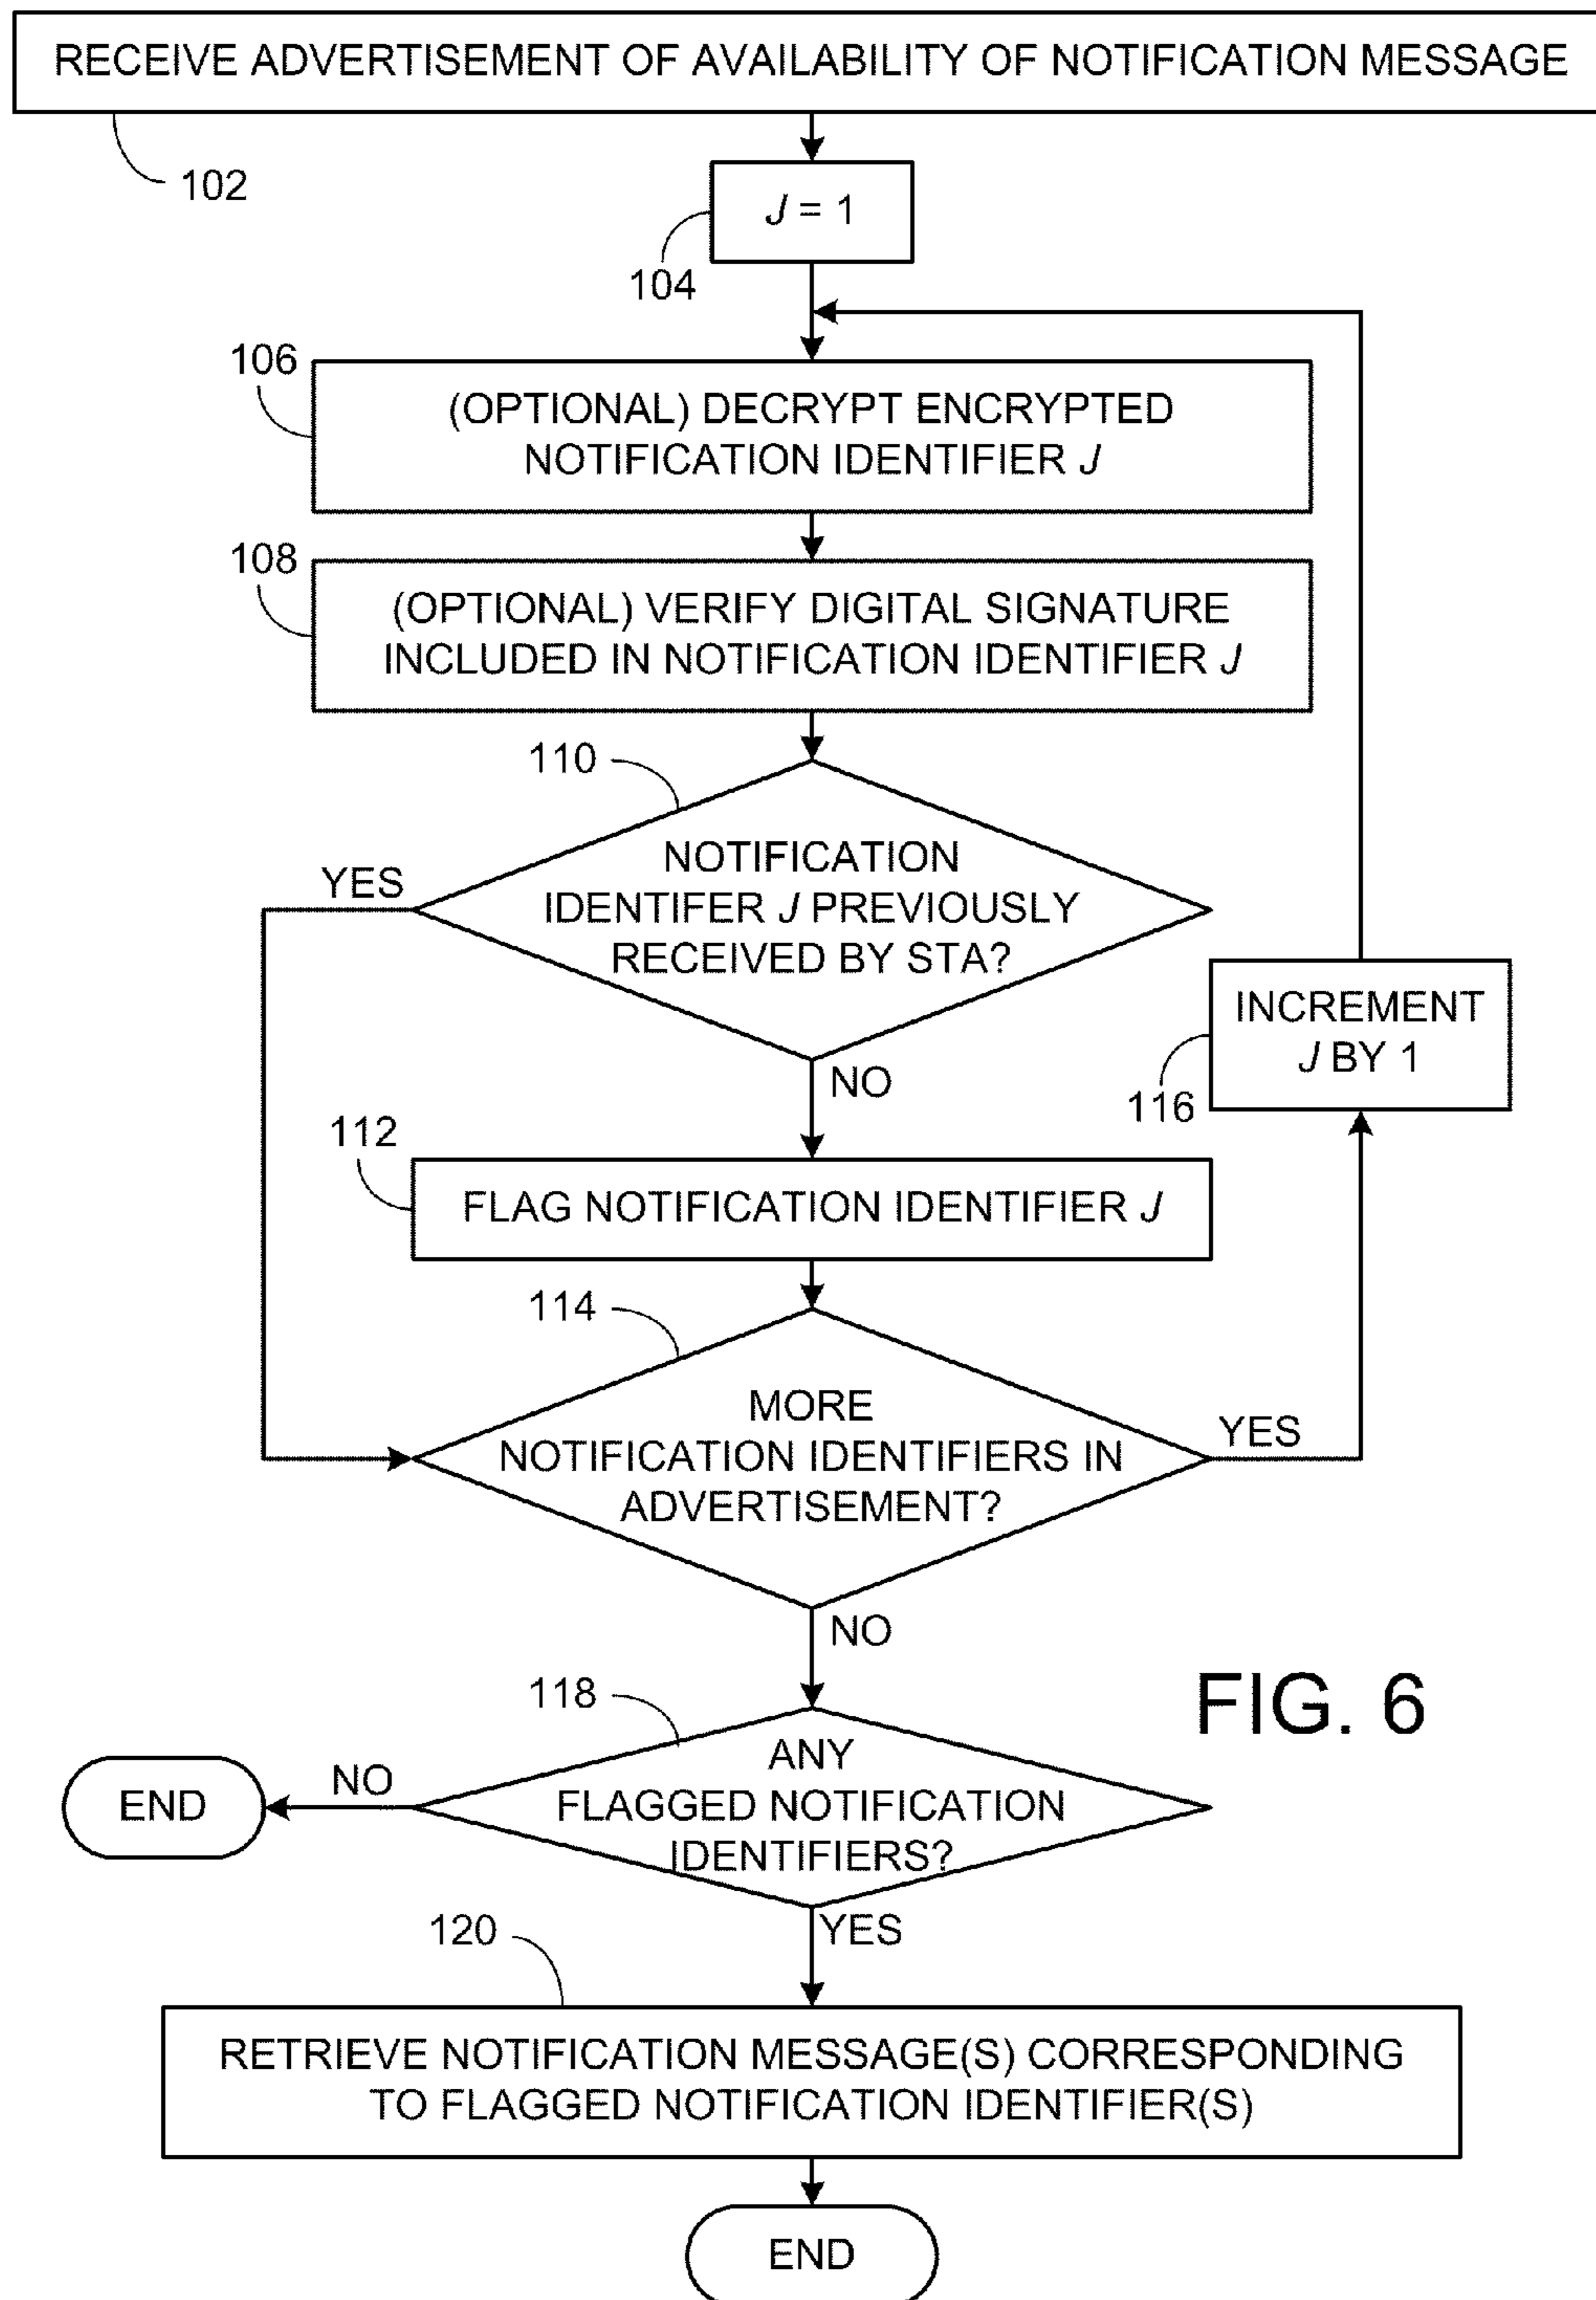 RECEIVE ADVERTISEMENT OF AVAILABILITY OF NOTIFICATION MESSAGE
102
J = 1
104
106
(OPTIONAL) DECRYPT ENCRYPTED
NOTIFICATION IDENTIFIER J
108
(OPTIONAL) VERIFY DIGITAL SIGNATURE
INCLUDED IN NOTIFICATION IDENTIFIER J
110
NOTIFICATION
IDENTIFER J PREVIOUSLY
RECEIVED BY STA?
YES
NO
INCREMENT
J BY 1
116
112
FLAG NOTIFICATION IDENTIFIER J
114
MORE
NOTIFICATION IDENTIFIERS IN
ADVERTISEMENT?
YES
NO
FIG. 6
118
ANY
FLAGGED NOTIFICATION
IDENTIFIERS?
NO
END
YES
120
RETRIEVE NOTIFICATION MESSAGE(S) CORRESPONDING
TO FLAGGED NOTIFICATION IDENTIFIER(S)
END